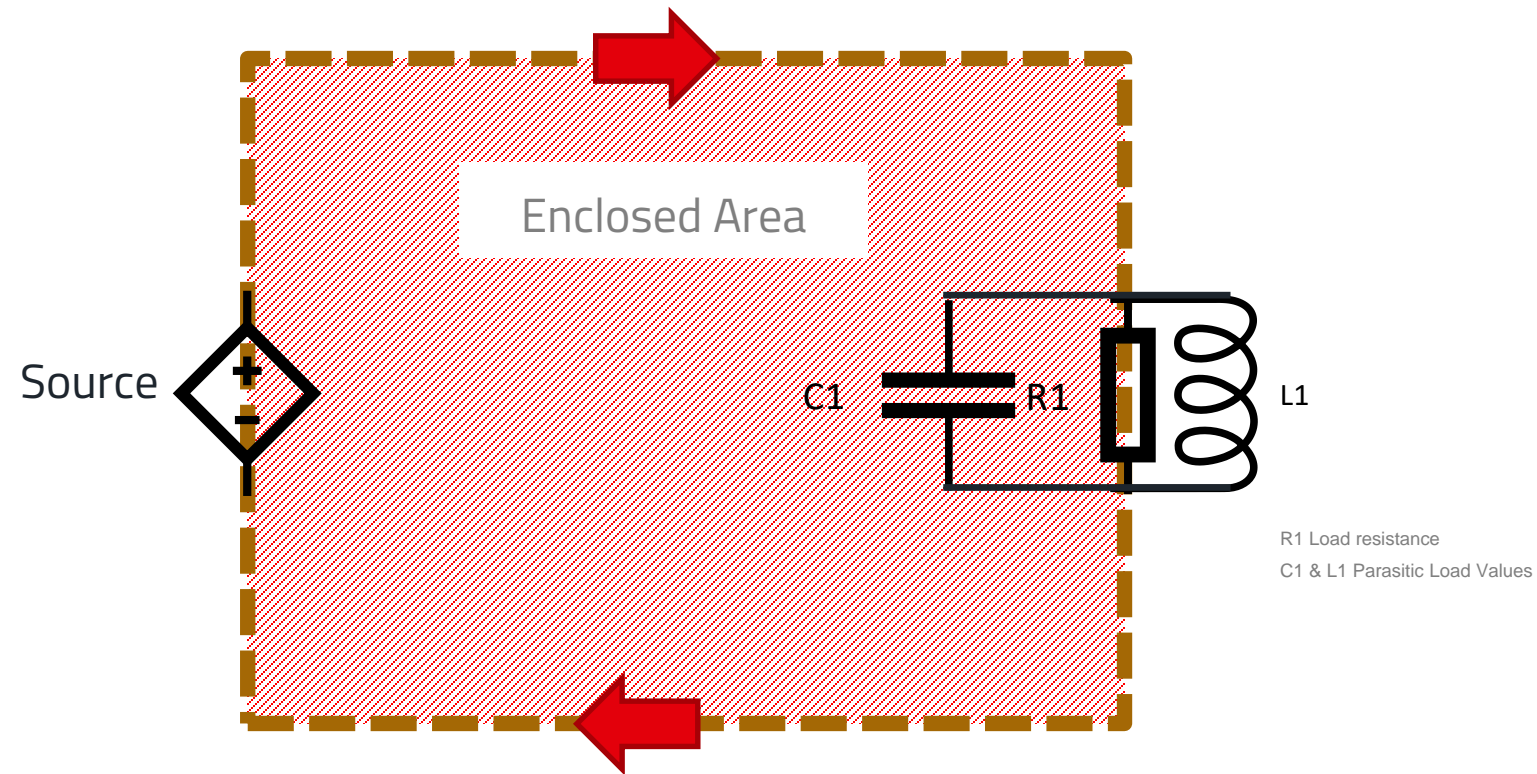 Enclosed Area
+
-
Source
C1
R1
L1
R1 Load resistance
C1 & L1 Parasitic Load Values